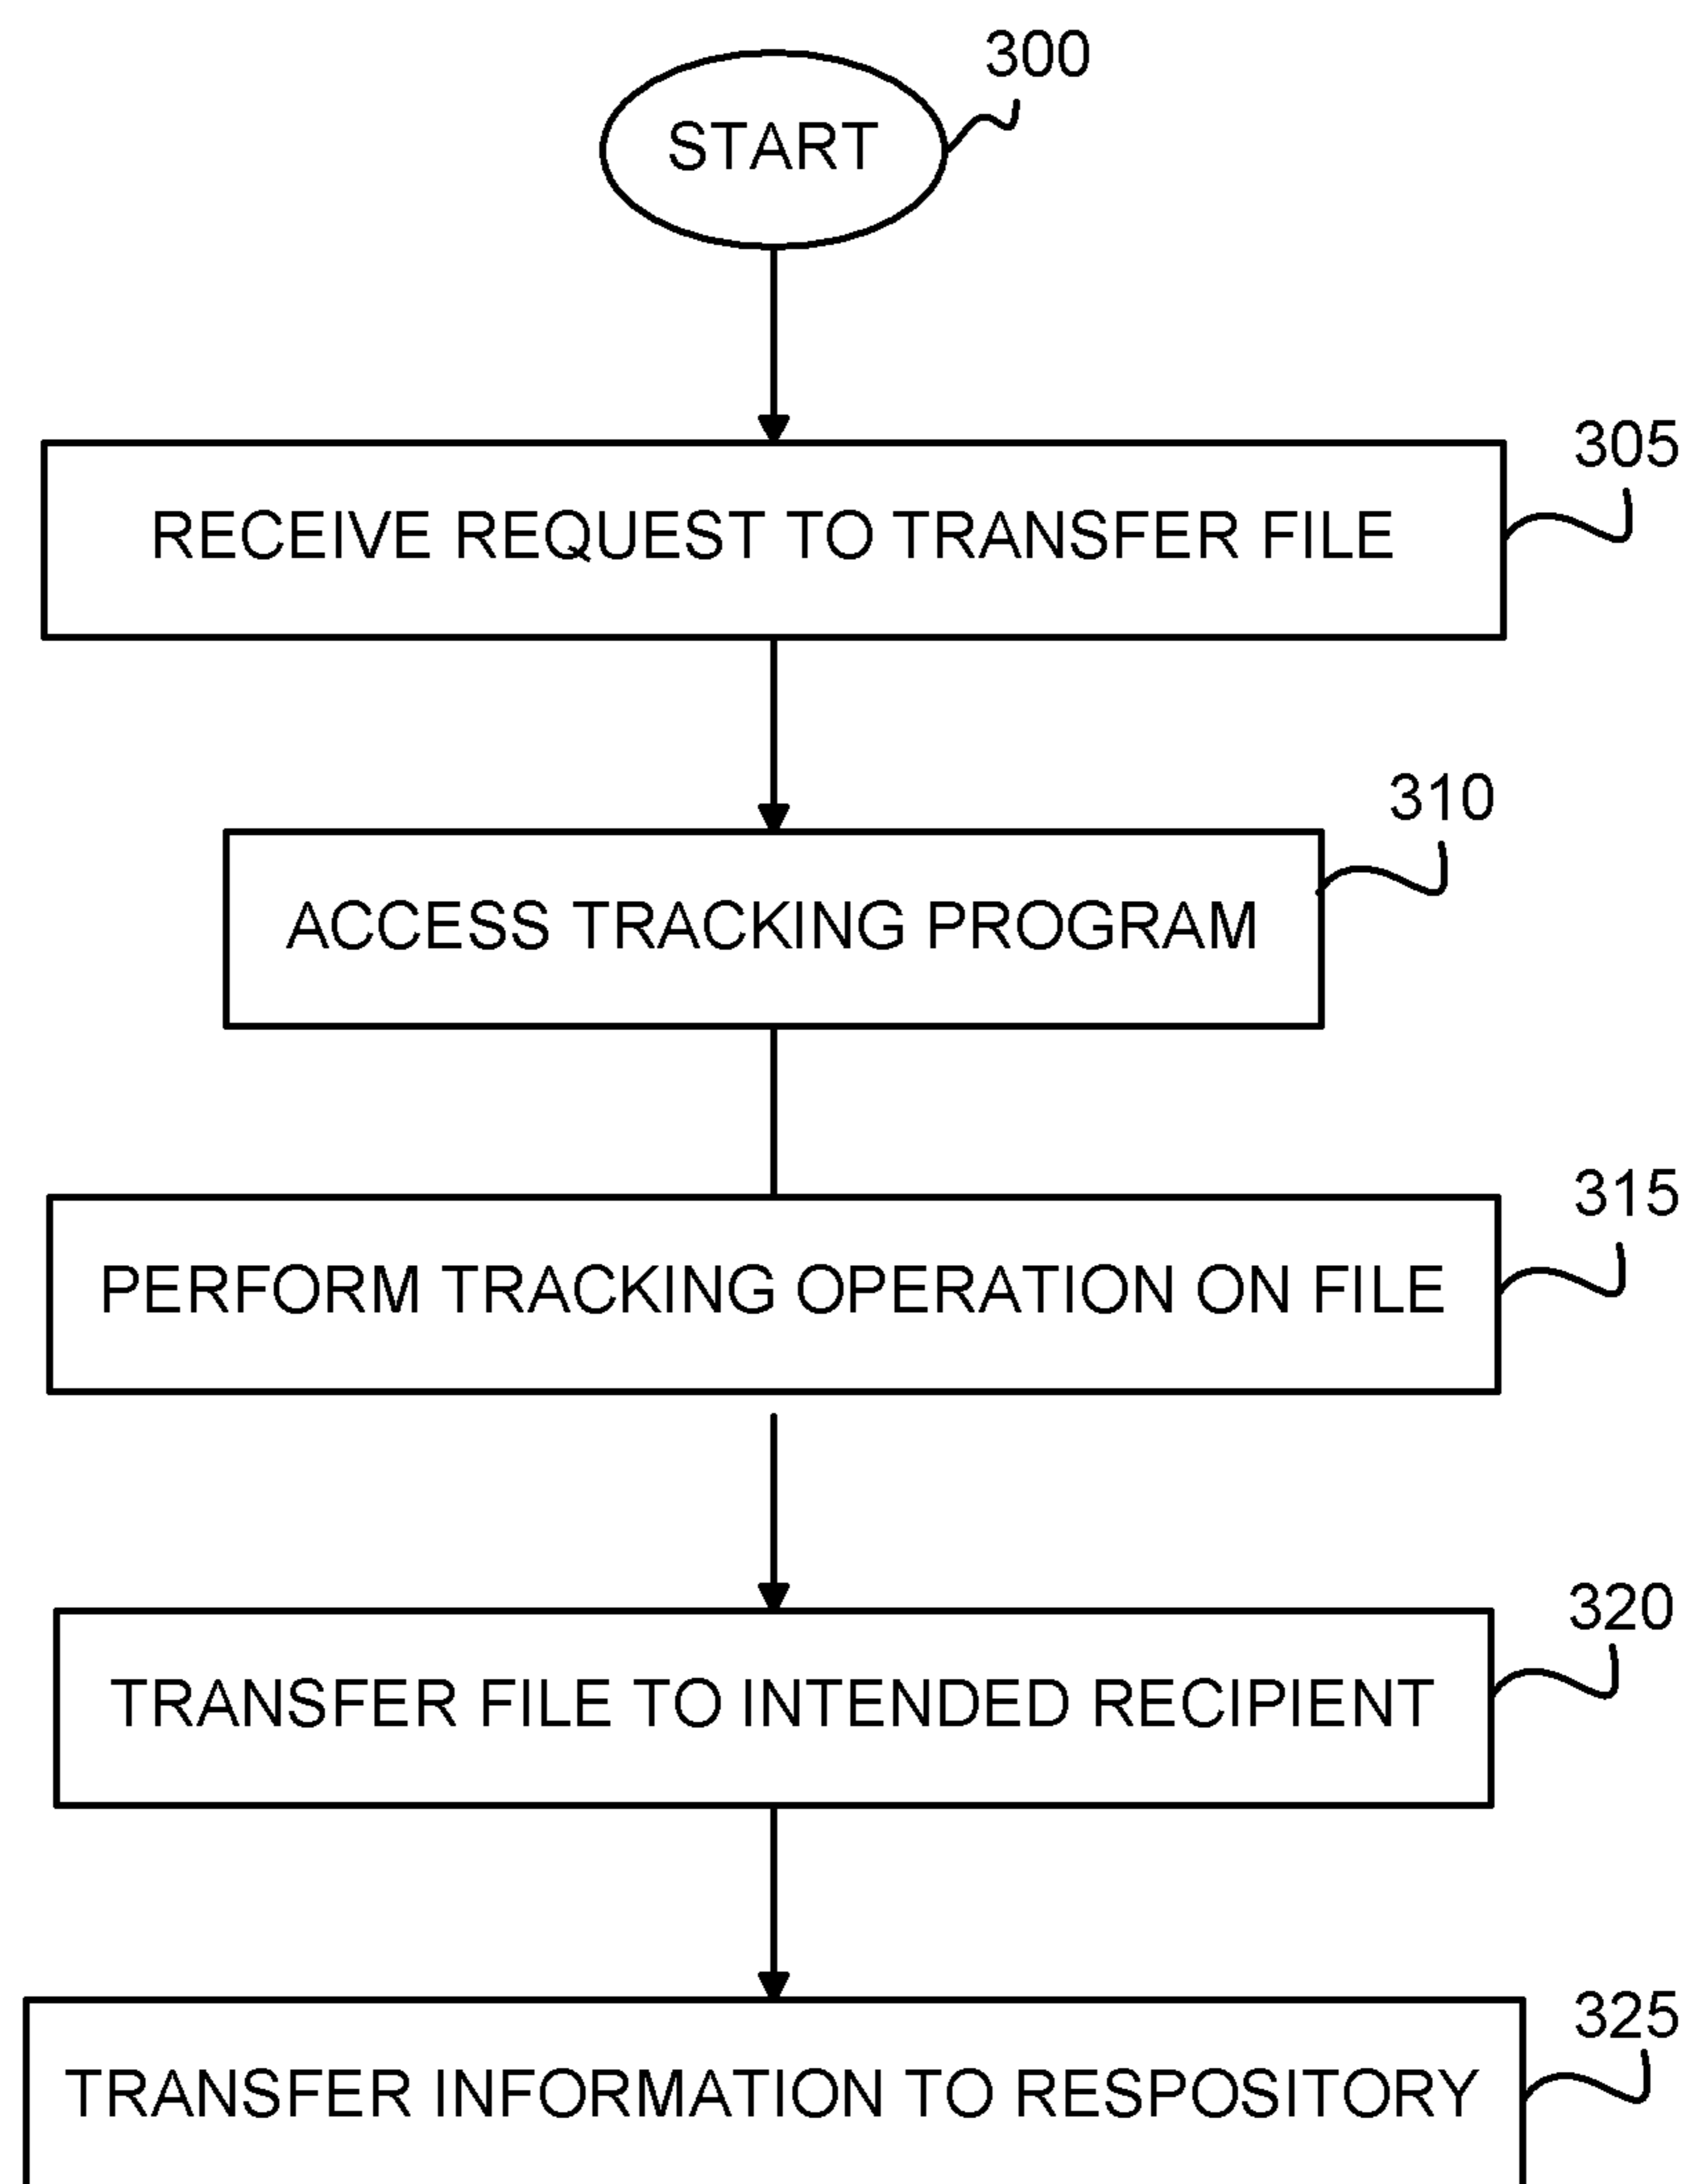 300
START
305
RECEIVE REQUEST TO TRANSFER FILE
310
ACCESS TRACKING PROGRAM
315
PERFORM TRACKING OPERATION ON FILE
320
TRANSFER FILE TO INTENDED RECIPIENT
325
TRANSFER INFORMATION TO RESPOSITORY